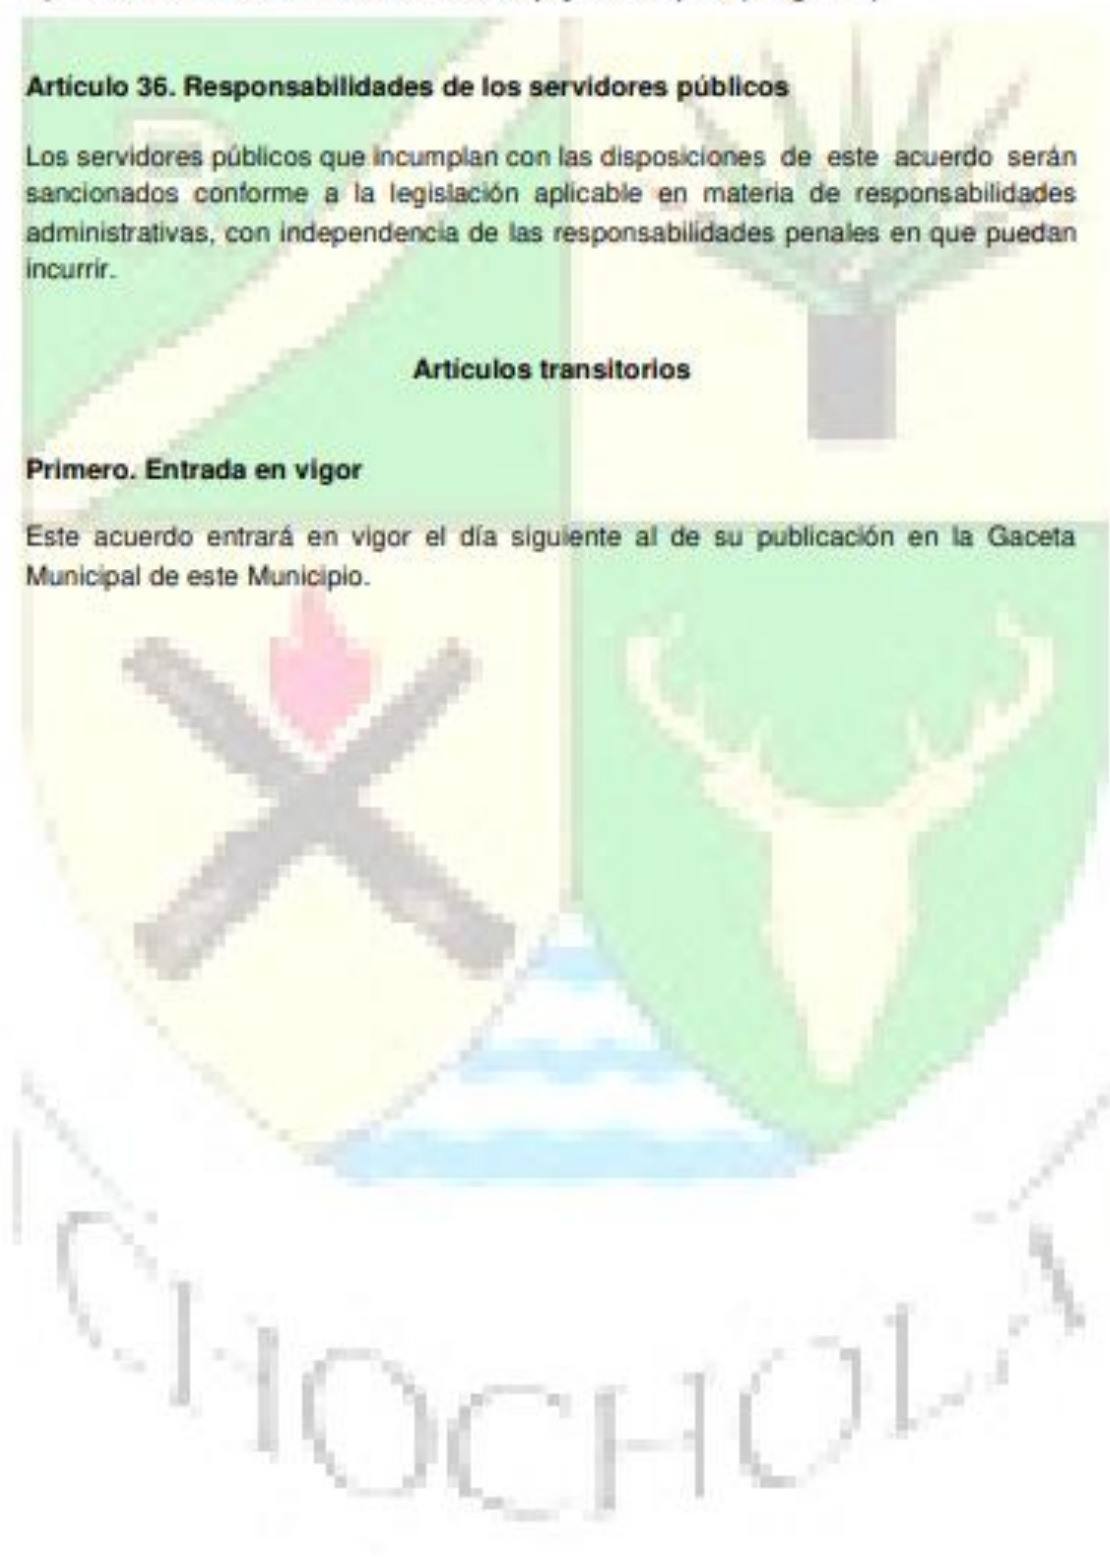 Artículo 36. Responsabilidades de los servidores públicos
Los servidores públicos que incumplan con las disposiciones de este acuerdo serán
sancionados conforme a la legislación aplicable en materia de responsabilidades
administrativas, con independencia de las responsabilidades penales en que puedan
incurrir.
Artículos transitorios
Primero. Entrada en vigor
Este acuerdo entrará en vigor el día siguiente al de su publicación en la Gaceta
Municipal de este Municipio.
CHOCHOLA